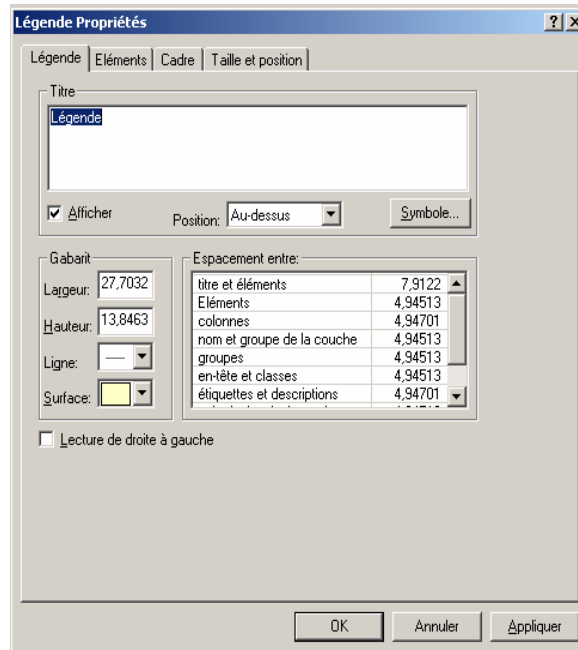 Légende Propriétés
Légende Eléments Cadre Taille et position
Titre
Légende
Afficher Position: Au-dessus Symbole...
Gabarit
Largeur: 27,7032
Hauteur: 13,8463
Ligne:
Surface:
Espacement entre:
titre et éléments 7,9122
Eléments 4,94513
colonnes 4,94701
nom et groupe de la couche 4,94513
groupes 4,94513
en-tête et classes 4,94513
étiquettes et descriptions 4,94701
Lecture de droite à gauche
OK Annuler Appliquer